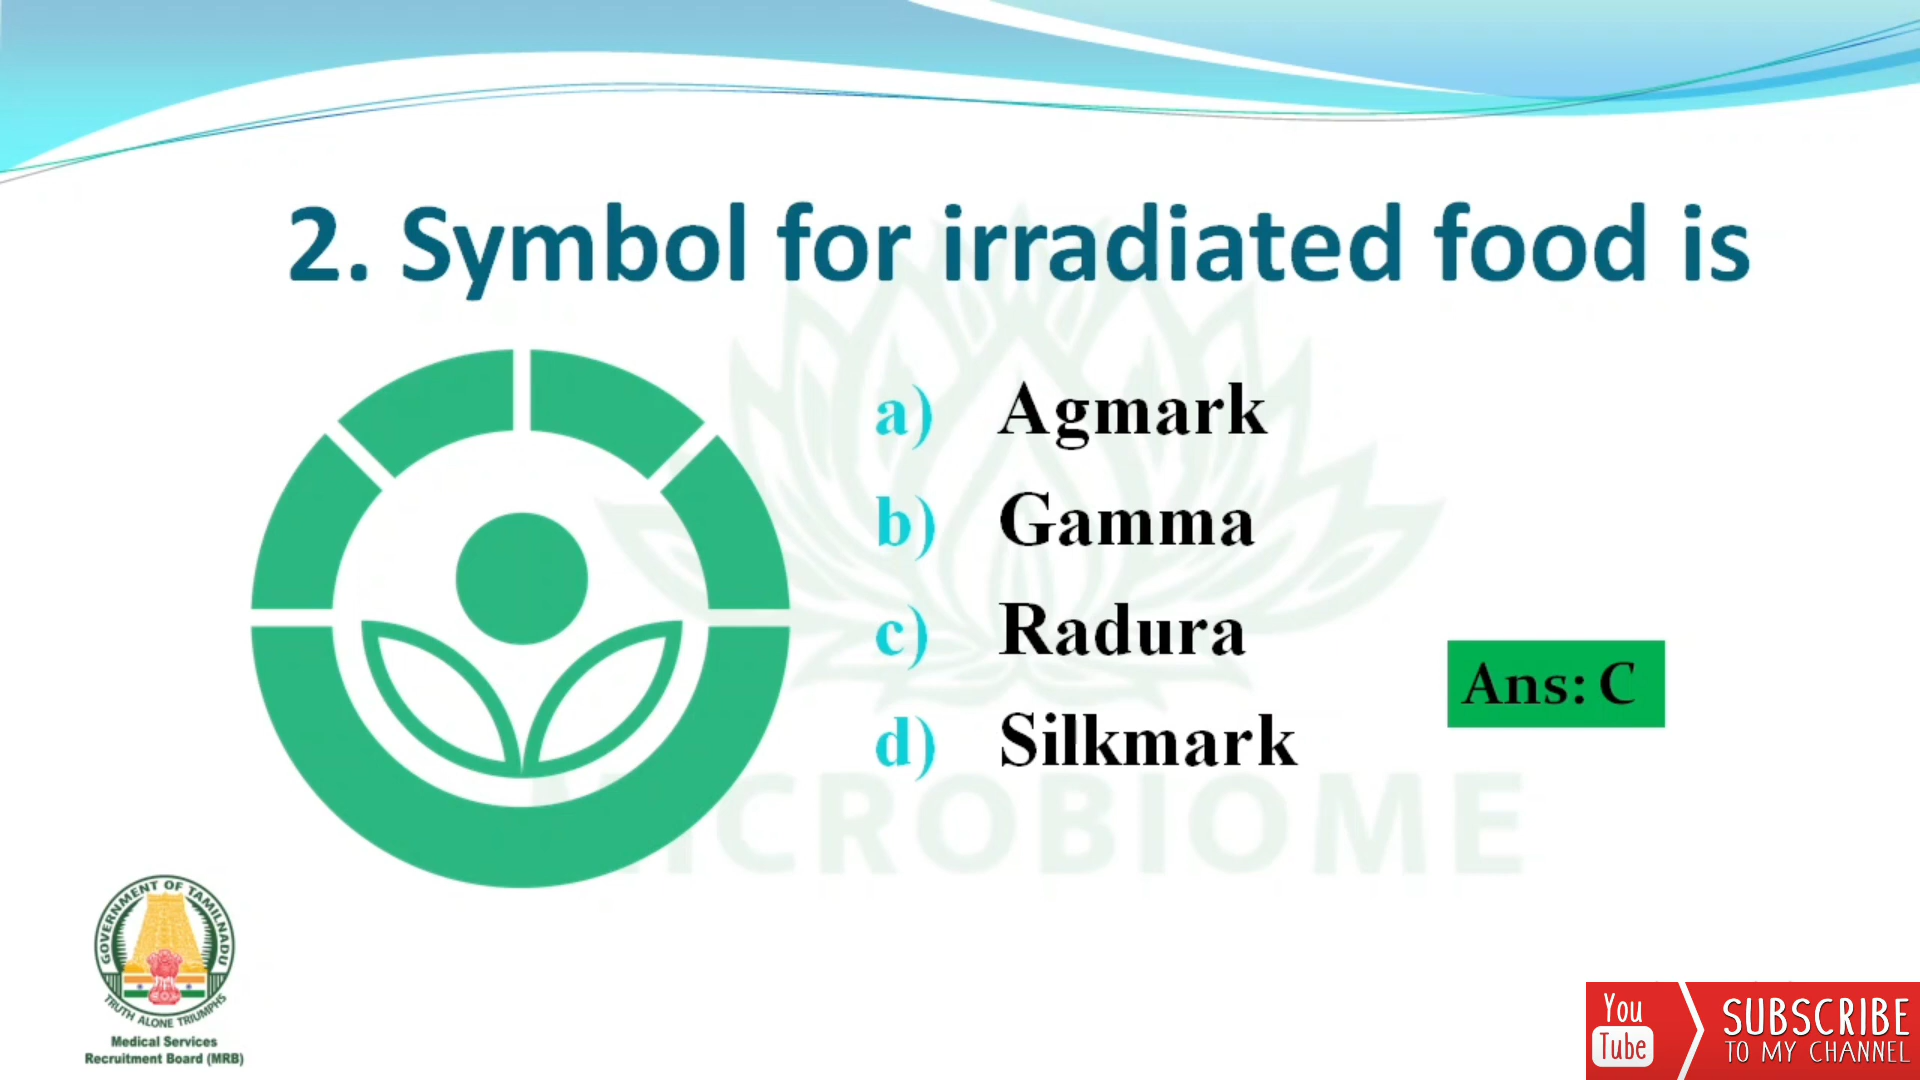 2. Symbol for irradiated food is
a) Agmark
b) Gamma
c) Radura
d) Silkmark
Ans: C
MICROBIOME
GOVERNMENT OF TAMILNADU
TRUTH ALONE TRIUMPHS
Medical Services
Recruitment Board (MRB)
You
Tube
SUBSCRIBE
TO MY CHANNEL